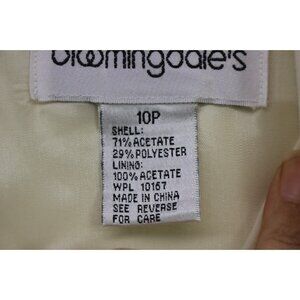 bloomingdale's
10P
SHELL:
71% ACETATE
29% POLYESTER
LINING:
100% ACETATE
WPL 10167
MADE IN CHINA
SEE REVERSE
FOR CARE